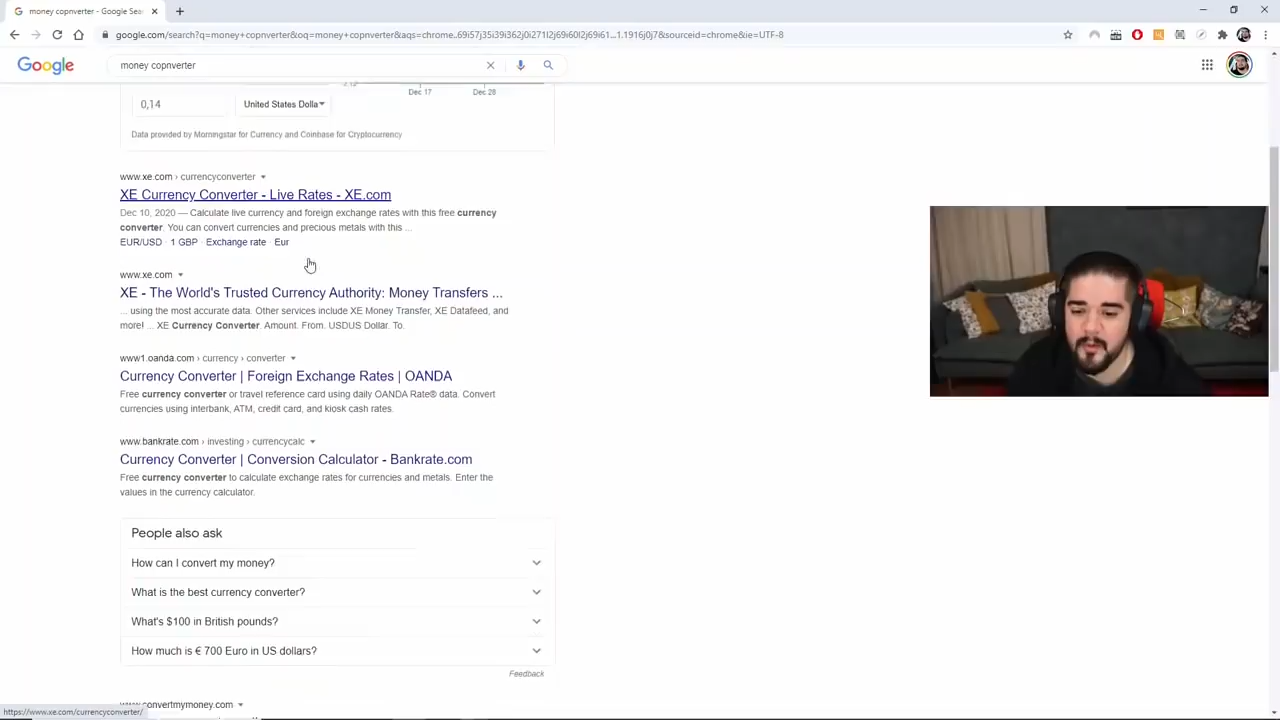 money copnverter - Google Sea
google.com/search?q=money+copnverter&oq=money+copnverter&aqs=chrome..69i57j35i39i362j0i271j2j69i60l2j69i61...1.1916j0j7&sourceid=chrome&ie=UTF-8
Google
money copnverter
Dec 17
Dec 28
0,14
United States Dolla
Data provided by Morningstar for Currency and Coinbase for Cryptocurrency
www.xe.com › currencyconverter
XE Currency Converter - Live Rates - XE.com
Dec 10, 2020 — Calculate live currency and foreign exchange rates with this free currency
converter. You can convert currencies and precious metals with this ...
EUR/USD · 1 GBP · Exchange rate · Eur
www.xe.com
XE - The World's Trusted Currency Authority: Money Transfers ...
... using the most accurate data. Other services include XE Money Transfer, XE Datafeed, and
more! ... XE Currency Converter. Amount. From. USDUS Dollar. To.
www1.oanda.com › currency › converter
Currency Converter | Foreign Exchange Rates | OANDA
Free currency converter or travel reference card using daily OANDA Rate® data. Convert
currencies using interbank, ATM, credit card, and kiosk cash rates.
www.bankrate.com › investing › currencycalc
Currency Converter | Conversion Calculator - Bankrate.com
Free currency converter to calculate exchange rates for currencies and metals. Enter the
values in the currency calculator.
People also ask
How can I convert my money?
What is the best currency converter?
What's $100 in British pounds?
How much is € 700 Euro in US dollars?
Feedback
www.convertmymoney.com
https://www.xe.com/currencyconverter/